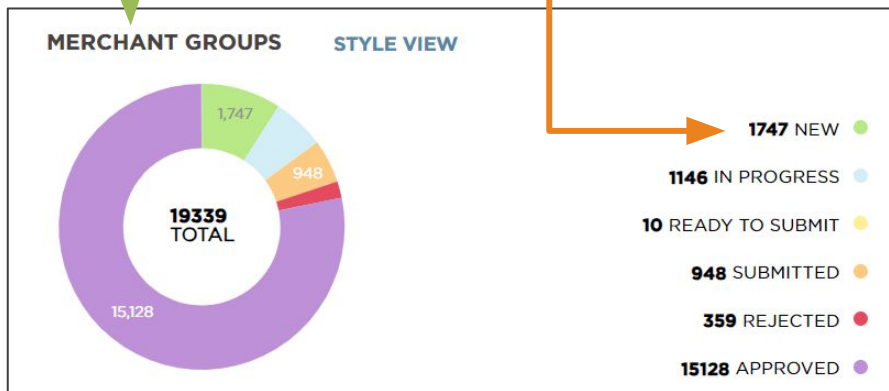 MERCHANT GROUPS
STYLE VIEW
1,747
948
19339
TOTAL
15,128
1747 NEW
1146 IN PROGRESS
10 READY TO SUBMIT
948 SUBMITTED
359 REJECTED
15128 APPROVED